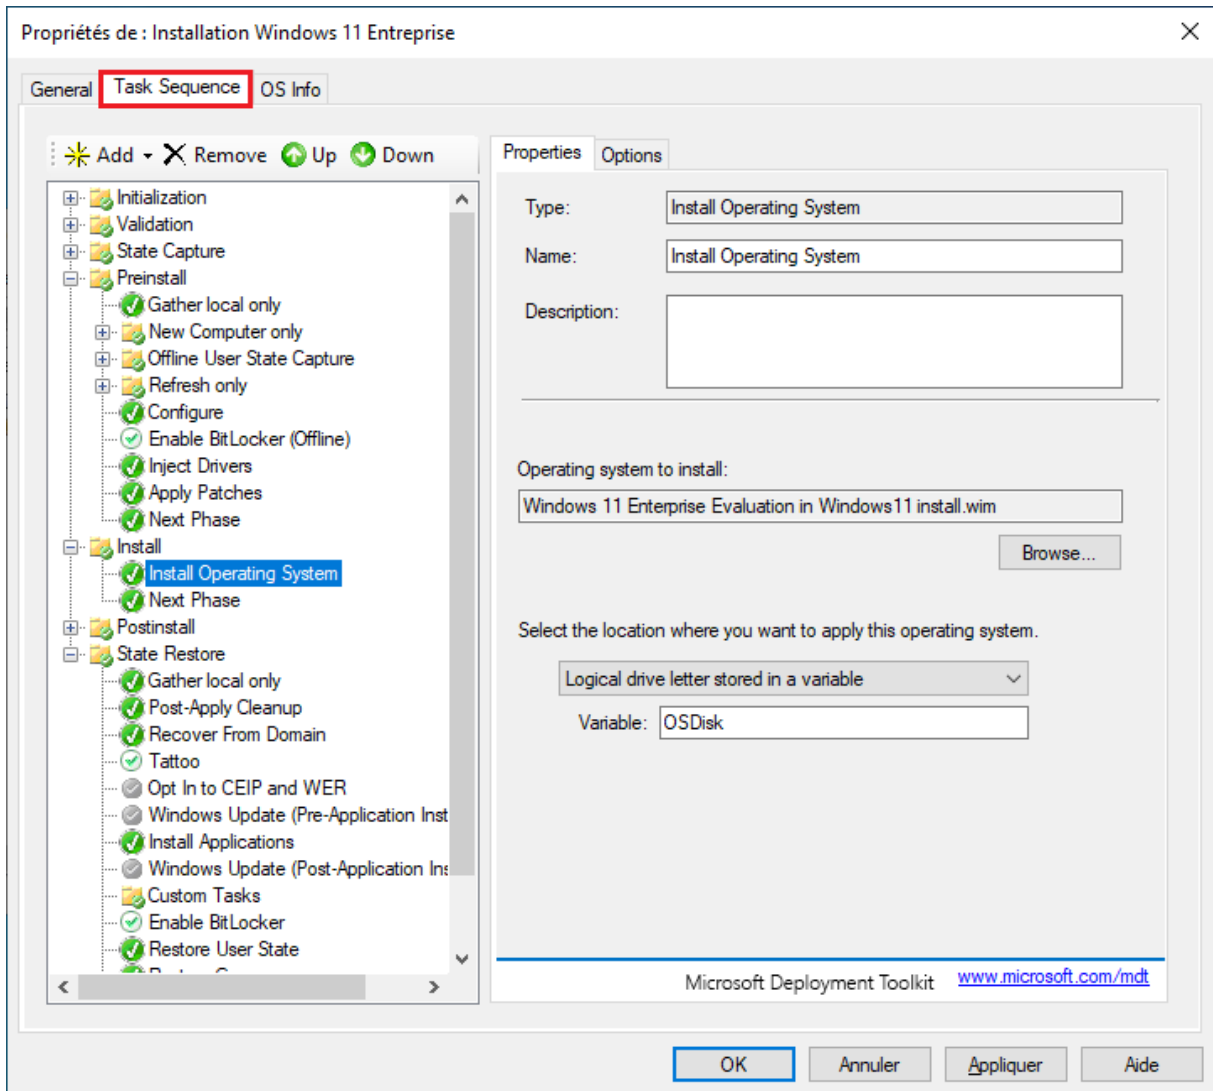 Propriétés de : Installation Windows 11 Entreprise
General Task Sequence OS Info
Add Remove Up Down
Initialization
Validation
State Capture
Preinstall
Gather local only
New Computer only
Offline User State Capture
Refresh only
Configure
Enable BitLocker (Offline)
Inject Drivers
Apply Patches
Next Phase
Install
Install Operating System
Next Phase
Postinstall
State Restore
Gather local only
Post-Apply Cleanup
Recover From Domain
Tattoo
Opt In to CEIP and WER
Windows Update (Pre-Application Inst
Install Applications
Windows Update (Post-Application Ins
Custom Tasks
Enable BitLocker
Restore User State
Properties Options
Type: Install Operating System
Name: Install Operating System
Description:
Operating system to install:
Windows 11 Enterprise Evaluation in Windows11 install.wim
Browse...
Select the location where you want to apply this operating system.
Logical drive letter stored in a variable
Variable: OSDisk
Microsoft Deployment Toolkit www.microsoft.com/mdt
OK Annuler Appliquer Aide